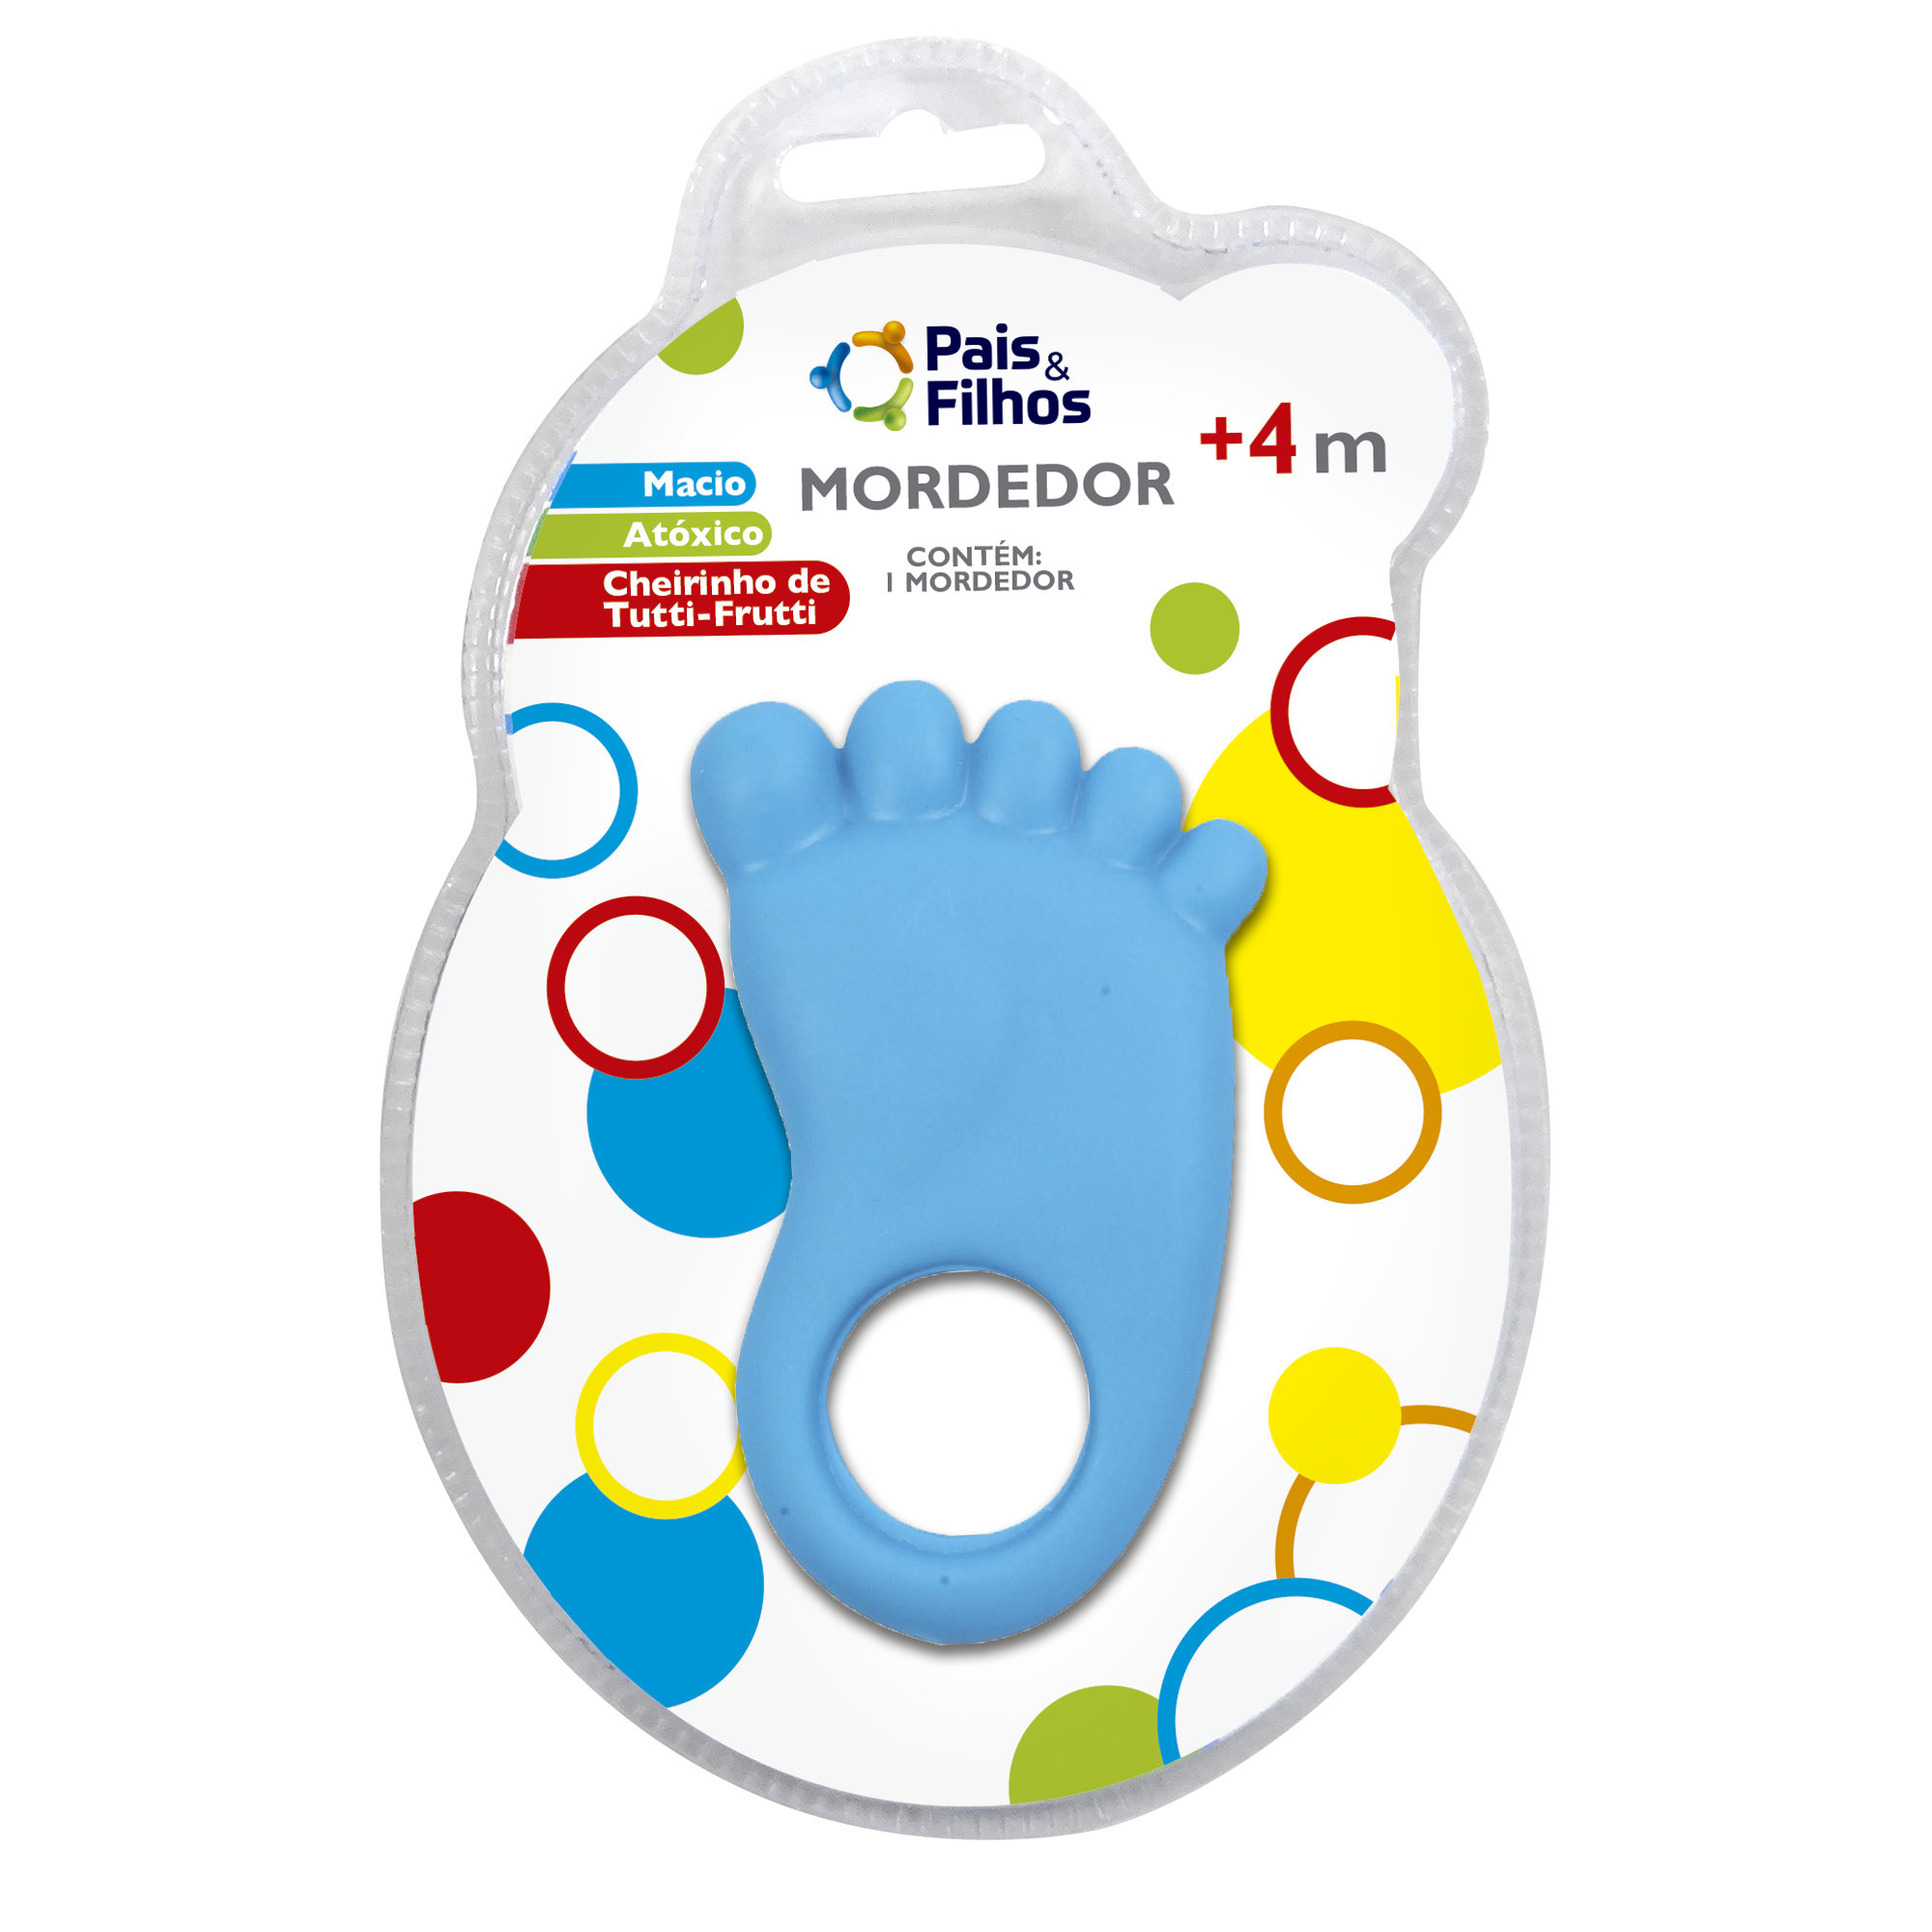 Pais &
Filhos
+4 m
MORDEDOR
Macio
Atóxico
Cheirinho de
Tutti-Frutti
CONTÉM:
1 MORDEDOR